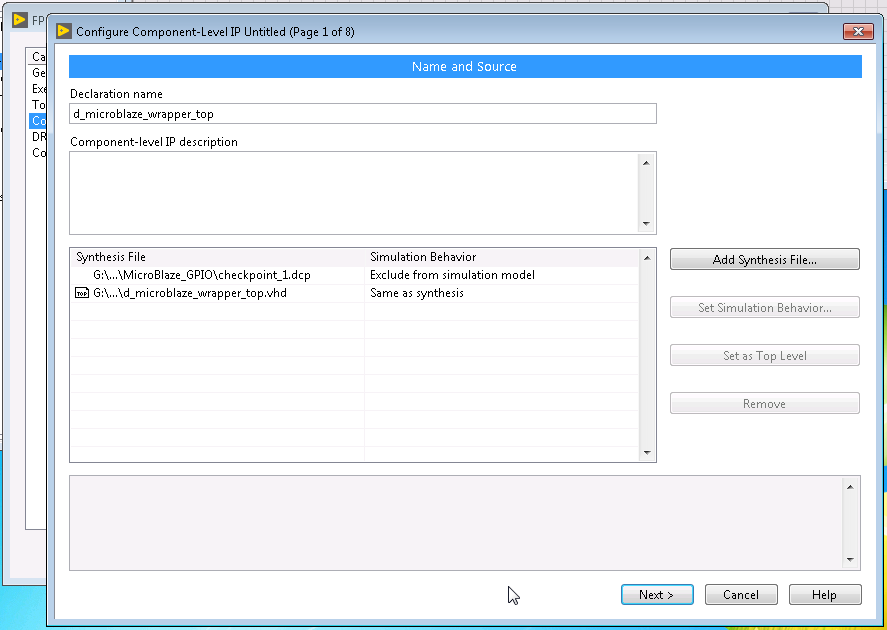 FP
Configure Component-Level IP Untitled (Page 1 of 8)
Ca
Ge
Exe
To
Co
DR
Co
Name and Source
Declaration name
d_microblaze_wrapper_top
Component-level IP description
Synthesis File Simulation Behavior
G:\...\MicroBlaze_GPIO\checkpoint_1.dcp Exclude from simulation model
TOP G:\...\d_microblaze_wrapper_top.vhd Same as synthesis
Add Synthesis File...
Set Simulation Behavior...
Set as Top Level
Remove
Next > Cancel Help